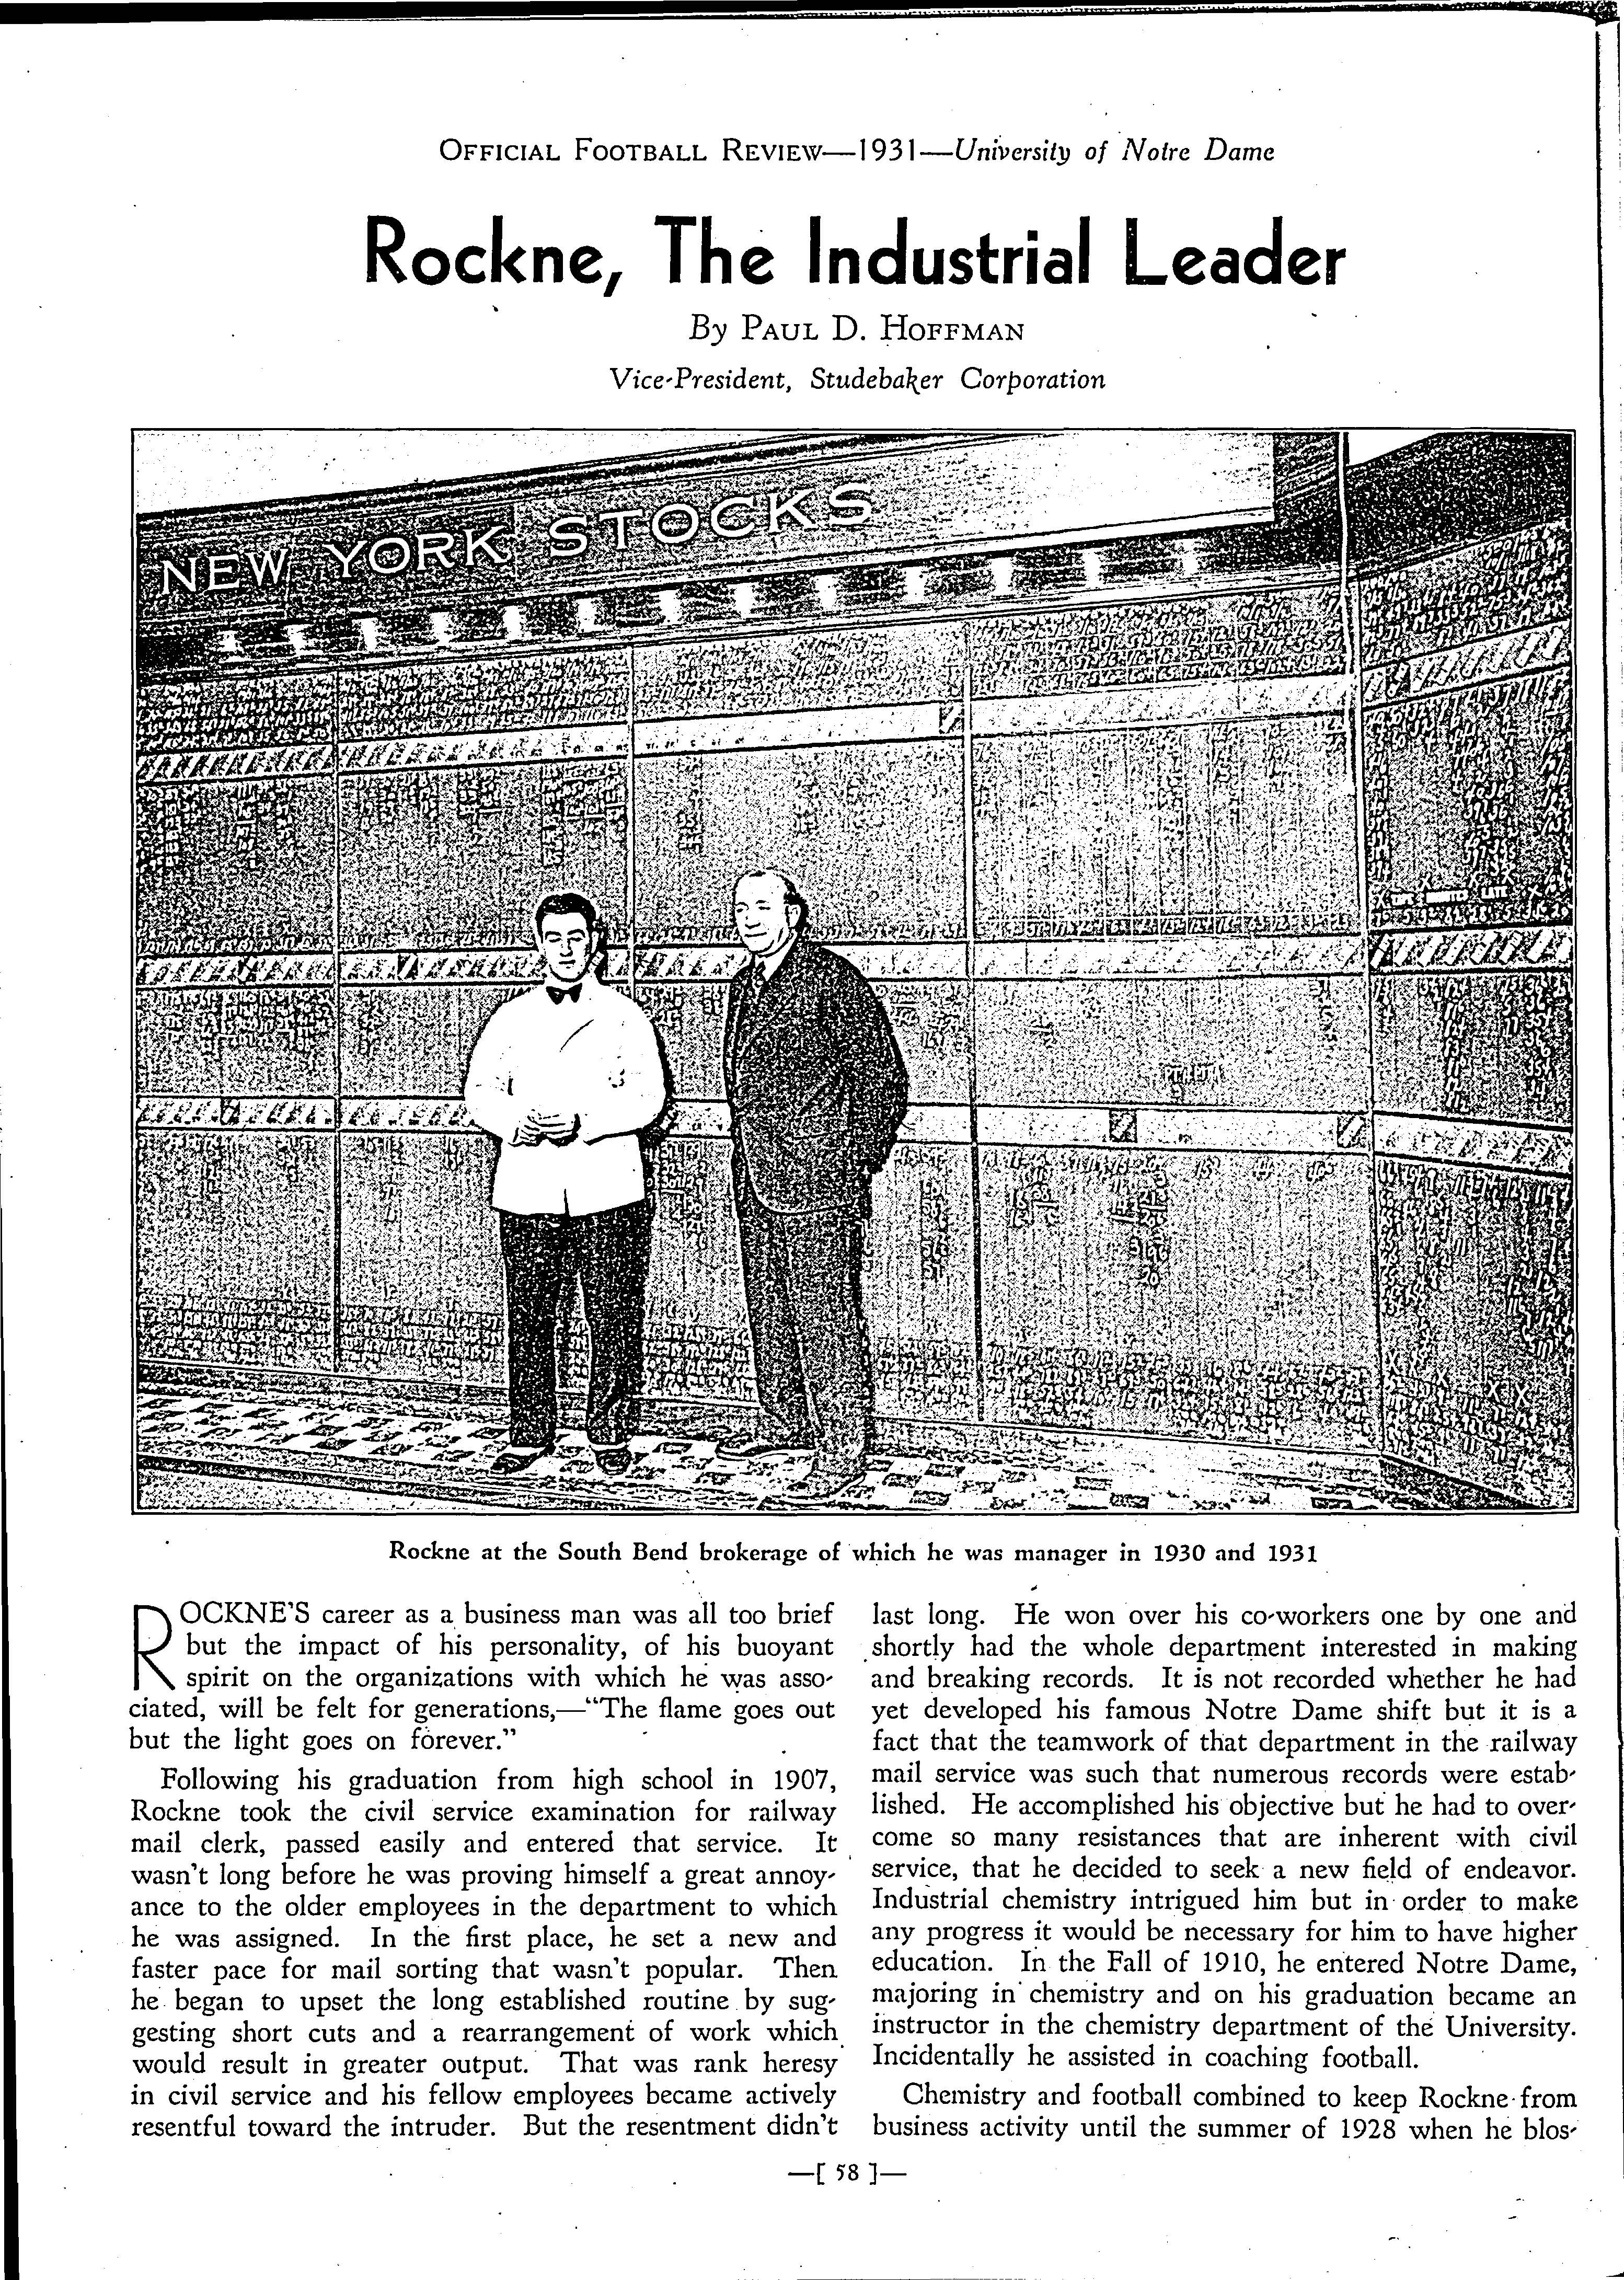 OFFICIAL FOOTBALL REVIEW—1931—University of Notre Dame
Rockne, The Industrial Leader
By PAUL D. HOFFMAN
Vice-President, Studebaker Corporation
NEW YORK STOCKS
Rockne at the South Bend brokerage of which he was manager in 1930 and 1931
ROCKNE'S career as a business man was all too brief
but the impact of his personality, of his buoyant
spirit on the organizations with which he was asso-
ciated, will be felt for generations,—"The flame goes out
but the light goes on forever."
Following his graduation from high school in 1907,
Rockne took the civil service examination for railway
mail clerk, passed easily and entered that service. It
wasn't long before he was proving himself a great annoy-
ance to the older employees in the department to which
he was assigned. In the first place, he set a new and
faster pace for mail sorting that wasn't popular. Then
he began to upset the long established routine by sug-
gesting short cuts and a rearrangement of work which
would result in greater output. That was rank heresy
in civil service and his fellow employees became actively
resentful toward the intruder. But the resentment didn't
last long. He won over his co-workers one by one and
shortly had the whole department interested in making
and breaking records. It is not recorded whether he had
yet developed his famous Notre Dame shift but it is a
fact that the teamwork of that department in the railway
mail service was such that numerous records were estab-
lished. He accomplished his objective but he had to over-
come so many resistances that are inherent with civil
service, that he decided to seek a new field of endeavor.
Industrial chemistry intrigued him but in order to make
any progress it would be necessary for him to have higher
education. In the Fall of 1910, he entered Notre Dame,
majoring in chemistry and on his graduation became an
instructor in the chemistry department of the University.
Incidentally he assisted in coaching football.
Chemistry and football combined to keep Rockne from
business activity until the summer of 1928 when he blos-
—[ 58 ]—